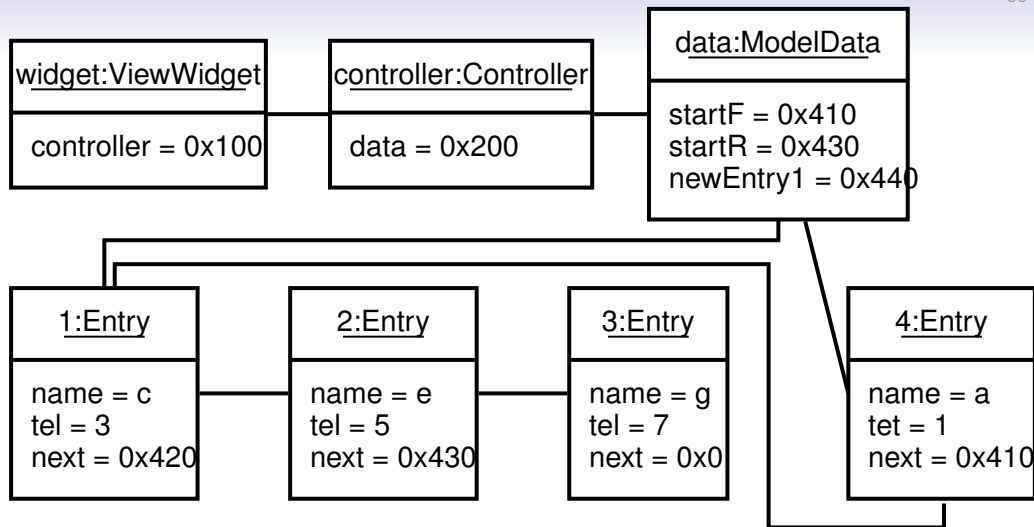 widget:ViewWidget
controller = 0x100
controller:Controller
data = 0x200
data:ModelData
startF = 0x410
startR = 0x430
newEntry1 = 0x440
1:Entry
name = c
tel = 3
next = 0x420
2:Entry
name = e
tel = 5
next = 0x430
3:Entry
name = g
tel = 7
next = 0x0
4:Entry
name = a
tet = 1
next = 0x410